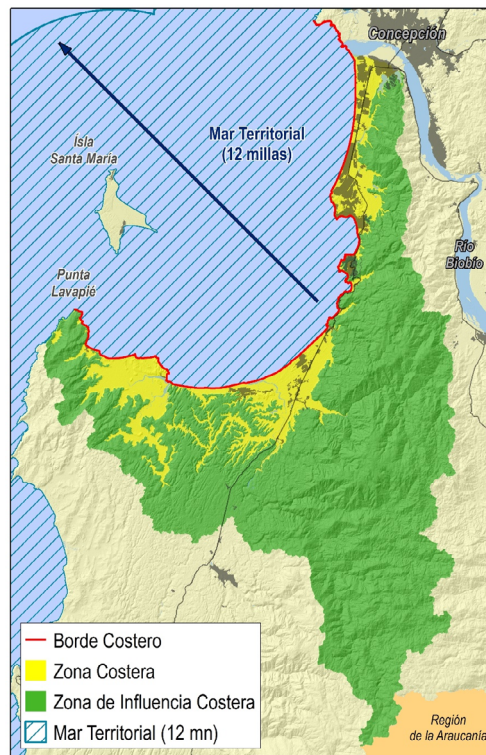 Concepción
Mar Territorial
(12 millas)
Isla
Santa María
Río
Biobío
Punta
Lavapié
Borde Costero
Zona Costera
Zona de Influencia Costera
Mar Territorial (12 mn)
Región
de la Araucanía